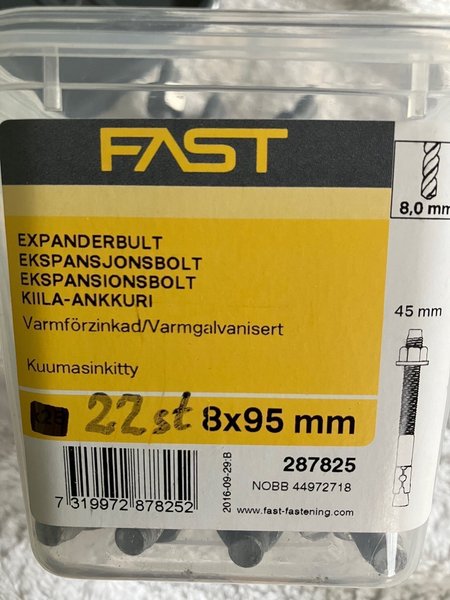 FAST
8,0 mm
EXPANDERBULT
EKSPANSJONSBOLT
EKSPANSIONSBOLT
KIILA-ANKKURI
Varmförzinkad/Varmgalvanisert
45 mm
Kuumasinkitty
x25 22 st 8x95 mm
2016-09-29:B
287825
NOBB 44972718
7 319972 878252
www.fast-fastening.com